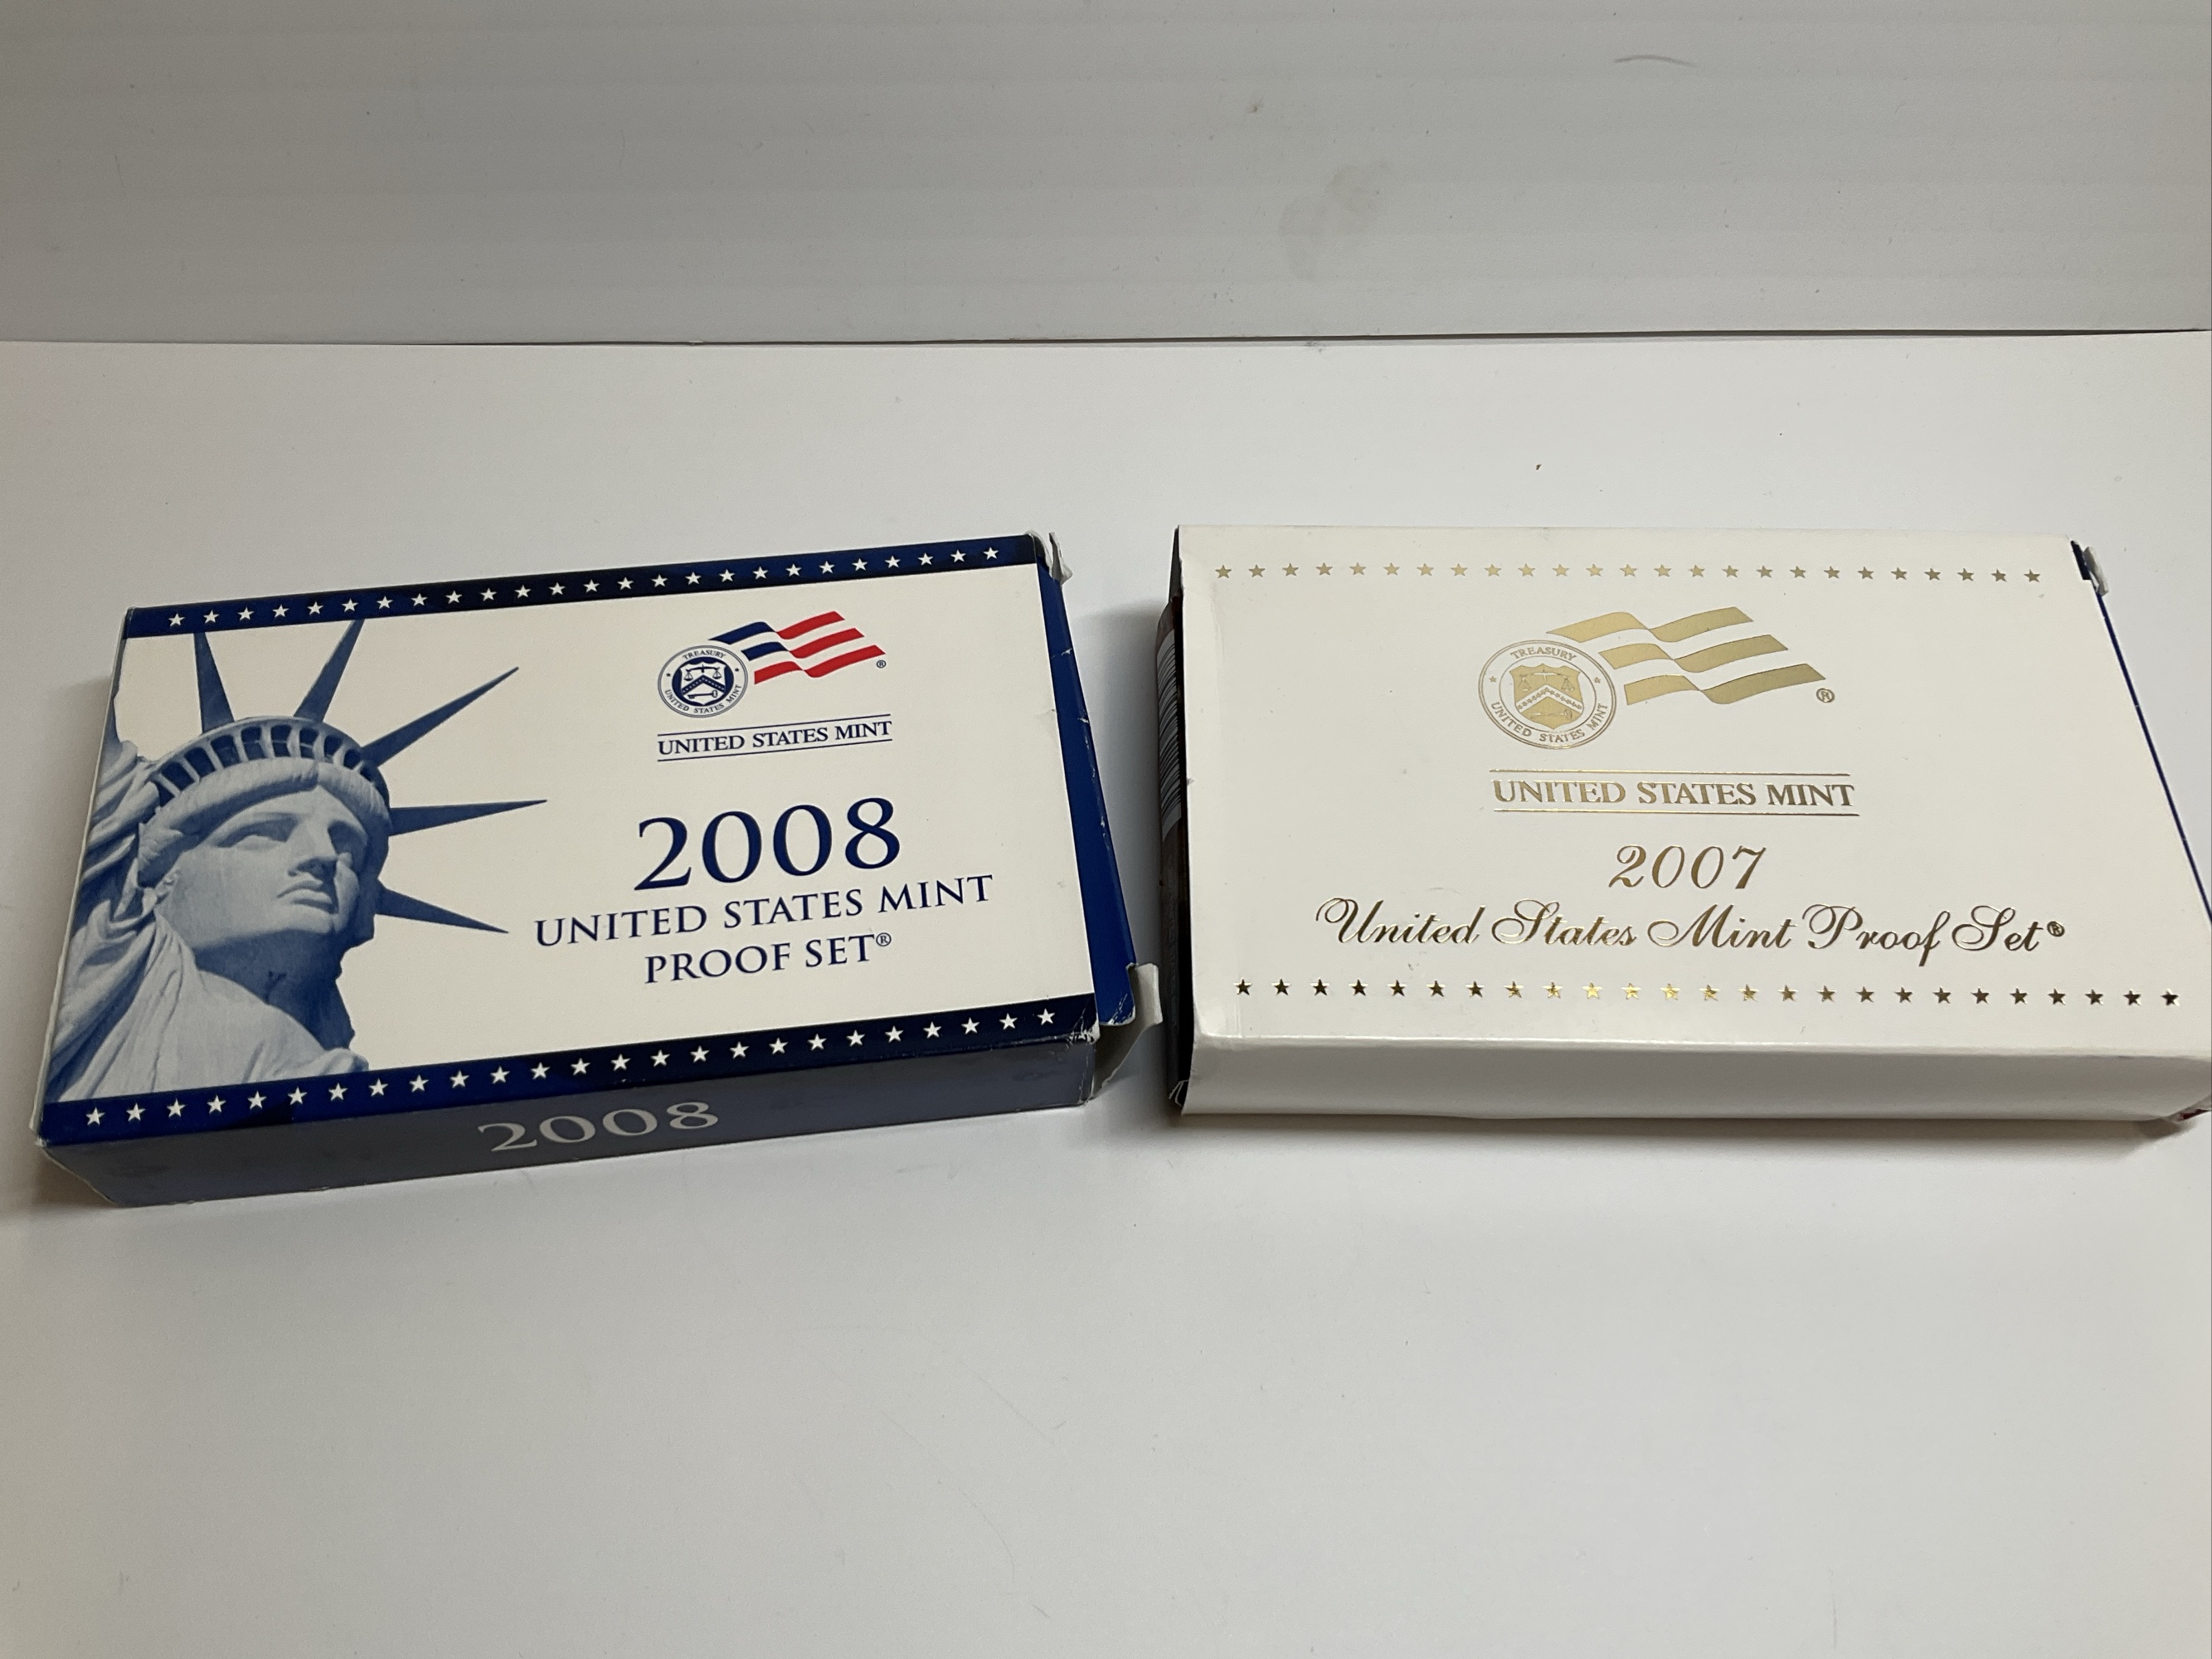 TREASURY
UNITED STATES MINT
®
UNITED STATES MINT
2008
UNITED STATES MINT
PROOF SET®
2008
TREASURY
UNITED STATES MINT
®
UNITED STATES MINT
2007
United States Mint Proof Set®